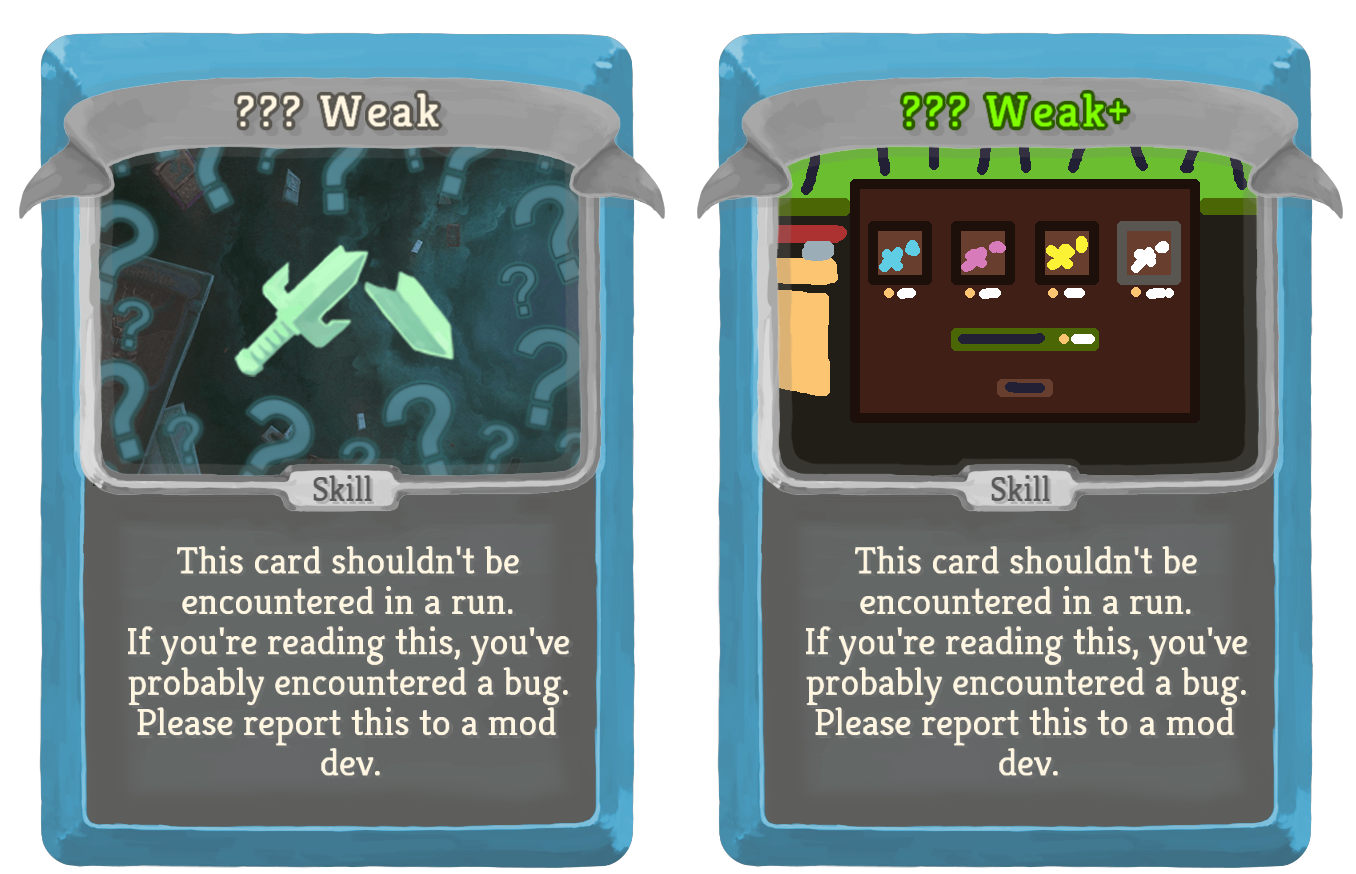 ??? Weak
Skill
This card shouldn't be
encountered in a run.
If you're reading this, you've
probably encountered a bug.
Please report this to a mod
dev.
??? Weak+
Skill
This card shouldn't be
encountered in a run.
If you're reading this, you've
probably encountered a bug.
Please report this to a mod
dev.